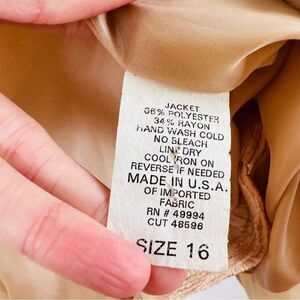 JACKET
66% POLYESTER
34% RAYON
HAND WASH COLD
NO BLEACH
LINE DRY
COOL IRON ON
REVERSE IF NEEDED
MADE IN U.S.A.
OF IMPORTED
FABRIC
RN # 49994
CUT 48596
SIZE 16